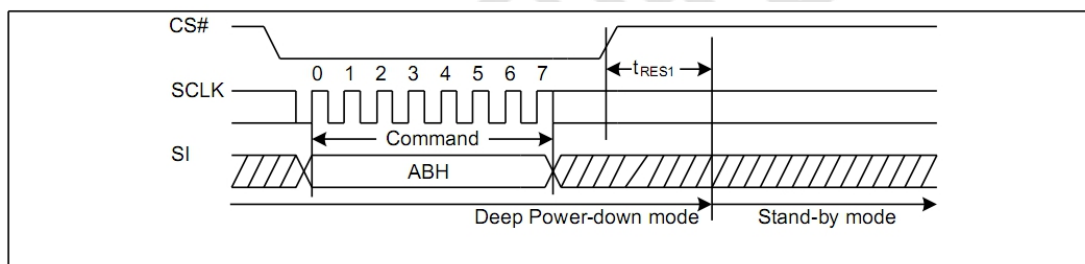 CS#
tRES1
0 1 2 3 4 5 6 7
SCLK
Command
SI
ABH
Deep Power-down mode Stand-by mode